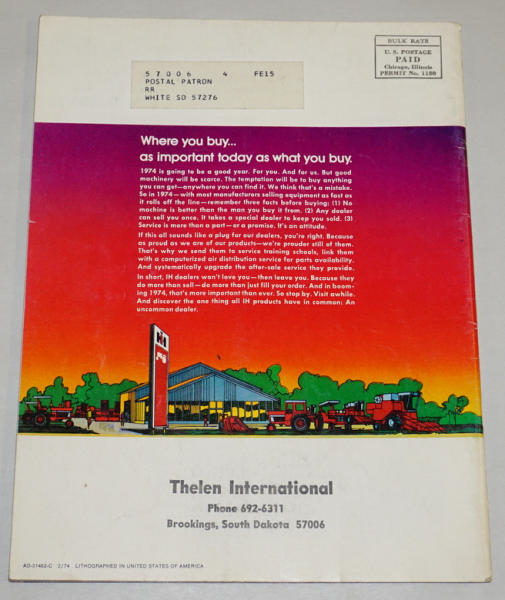 BULK RATE
U. S. POSTAGE
PAID
Chicago, Illinois
PERMIT No. 1188
57006 4 FE15
POSTAL PATRON
RR
WHITE SD 57276
Where you buy...
as important today as what you buy.
1974 is going to be a good year. For you. And for us. But good
machinery will be scarce. The temptation will be to buy anything
you can get—anywhere you can find it. We think that's a mistake.
So in 1974—with most manufacturers selling equipment as fast as
it rolls off the line—remember three facts before buying: (1) No
machine is better than the man you buy it from. (2) Any dealer
can sell you once. It takes a special dealer to keep you sold. (3)
Service is more than a part—or a promise. It's an attitude.
If this all sounds like a plug for our dealers, you're right. Because
as proud as we are of our products—we're prouder still of them.
That's why we send them to service training schools, link them
with a computerized air distribution service for parts availability.
And systematically upgrade the after-sale service they provide.
In short, IH dealers won't love you—then leave you. Because they
do more than sell—do more than just fill your order. And in boom-
ing 1974, that's more important than ever. So stop by. Visit awhile.
And discover the one thing all IH products have in common: An
uncommon dealer.
Thelen International
Phone 692-6311
Brookings, South Dakota 57006
AD-31452-C 2/74 LITHOGRAPHED IN UNITED STATES OF AMERICA